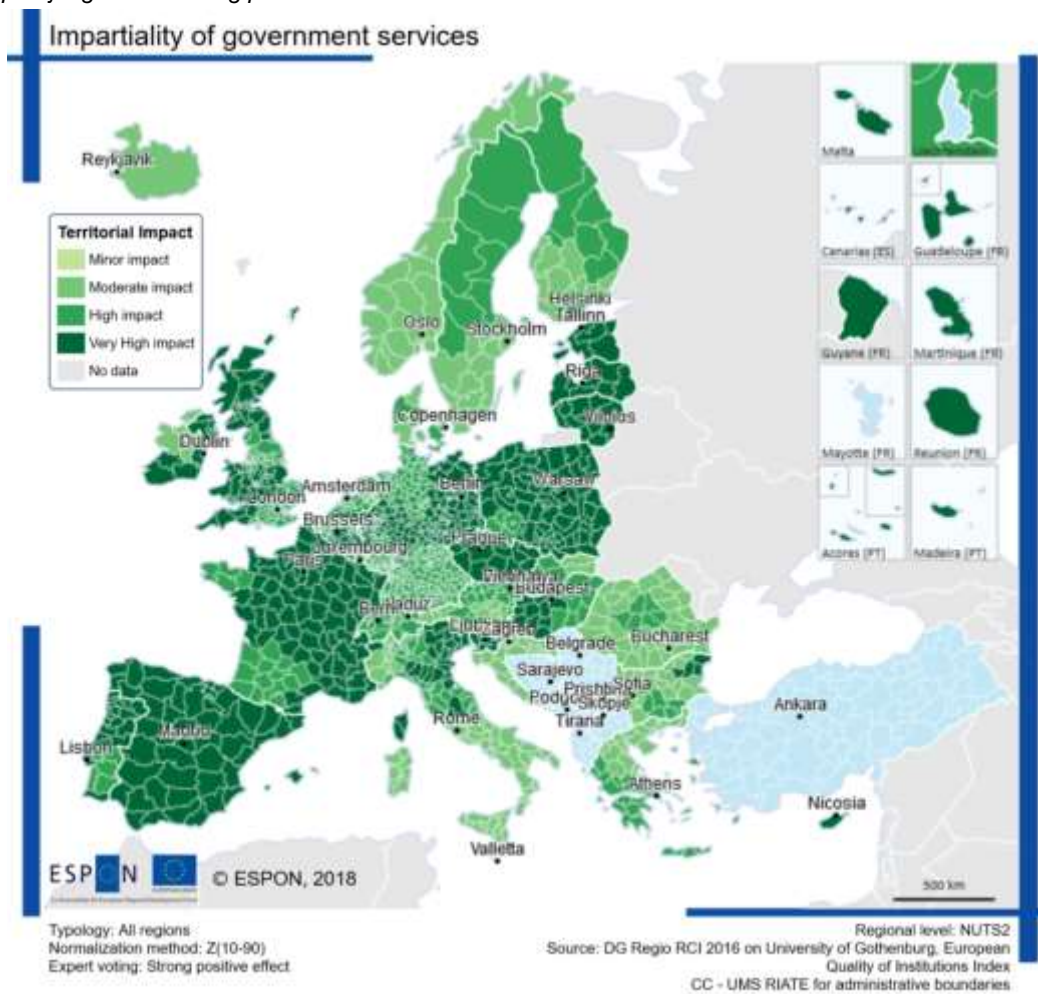 Impartiality of government services
Reykjavik
Territorial Impact
Minor impact
Moderate impact
High impact
Very High impact
No data
Malta
Canarias (ES)
Guadeloupe (FR)
Guyane (FR)
Martinique (FR)
Mayotte (FR)
Reunion (FR)
Acores (PT)
Madeira (PT)
Oslo
Stockholm
Helsinki
Tallinn
Riga
Vilnius
Copenhagen
Dublin
London
Amsterdam
Berlin
Warsaw
Brussels
Luxembourg
Prague
Paris
Bern
Vaduz
Budapest
Zagreb
Belgrade
Bucharest
Sarajevo
Prishtina
Sofia
Skopje
Tirana
Ankara
Rome
Madrid
Lisbon
Athens
Nicosia
Valletta
ESPON
© ESPON, 2018
500 km
Typology: All regions
Normalization method: Z(10-90)
Expert voting: Strong positive effect
Regional level: NUTS2
Source: DG Regio RCI 2016 on University of Gothenburg, European
Quality of Institutions Index
CC - UMS RIATE for administrative boundaries